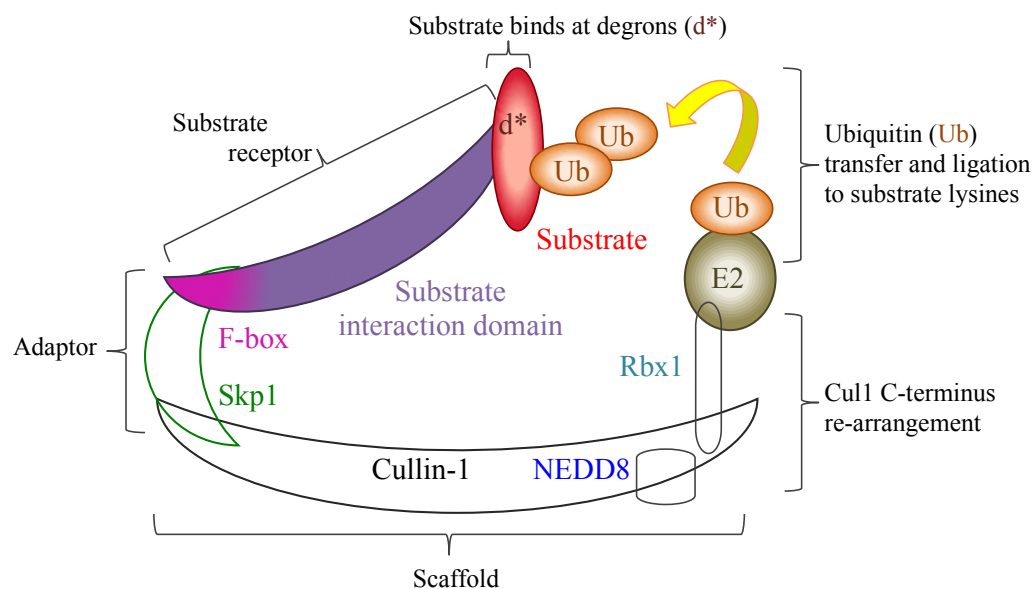 Substrate binds at degrons (d*)
Substrate
receptor
d*
Ub
Ub
Ubiquitin (Ub)
transfer and ligation
to substrate lysines
Ub
Substrate
E2
Substrate
interaction domain
F-box
Adaptor
Rbx1
Skp1
Cul1 C-terminus
re-arrangement
Cullin-1
NEDD8
Scaffold